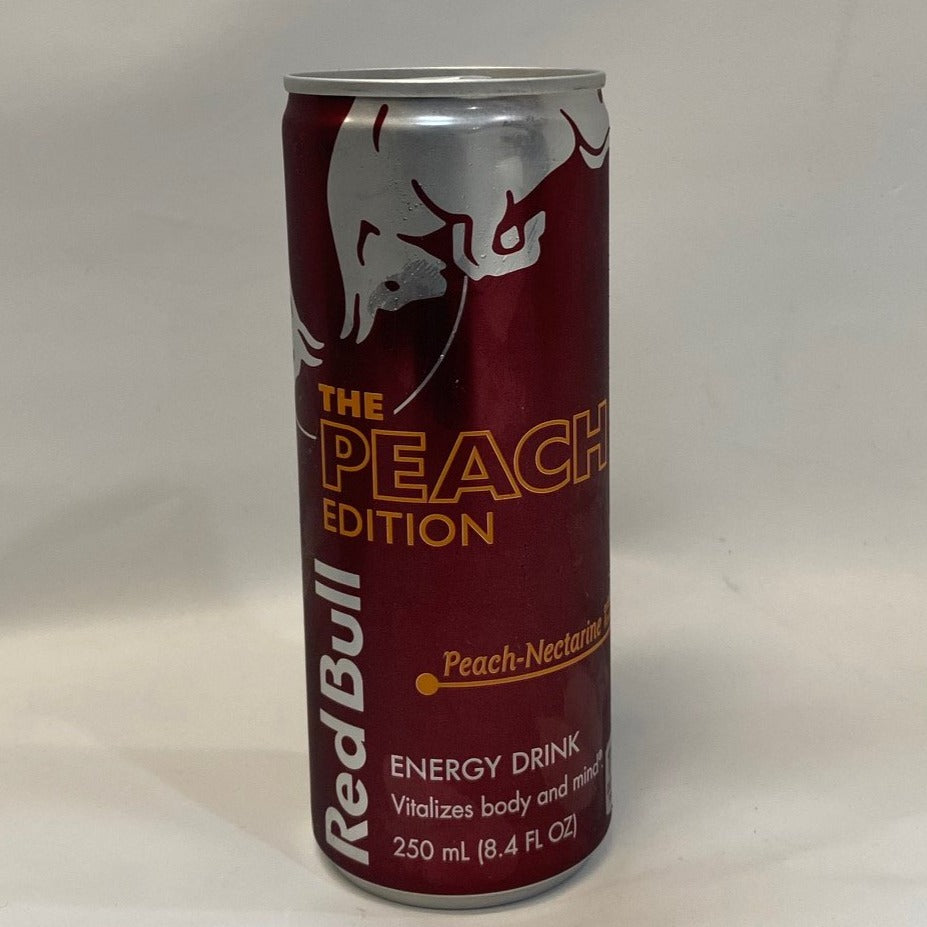 THE
PEACH
EDITION
Red Bull
Peach-Nectarine
ENERGY DRINK
Vitalizes body and mind®.
250 mL (8.4 FL OZ)